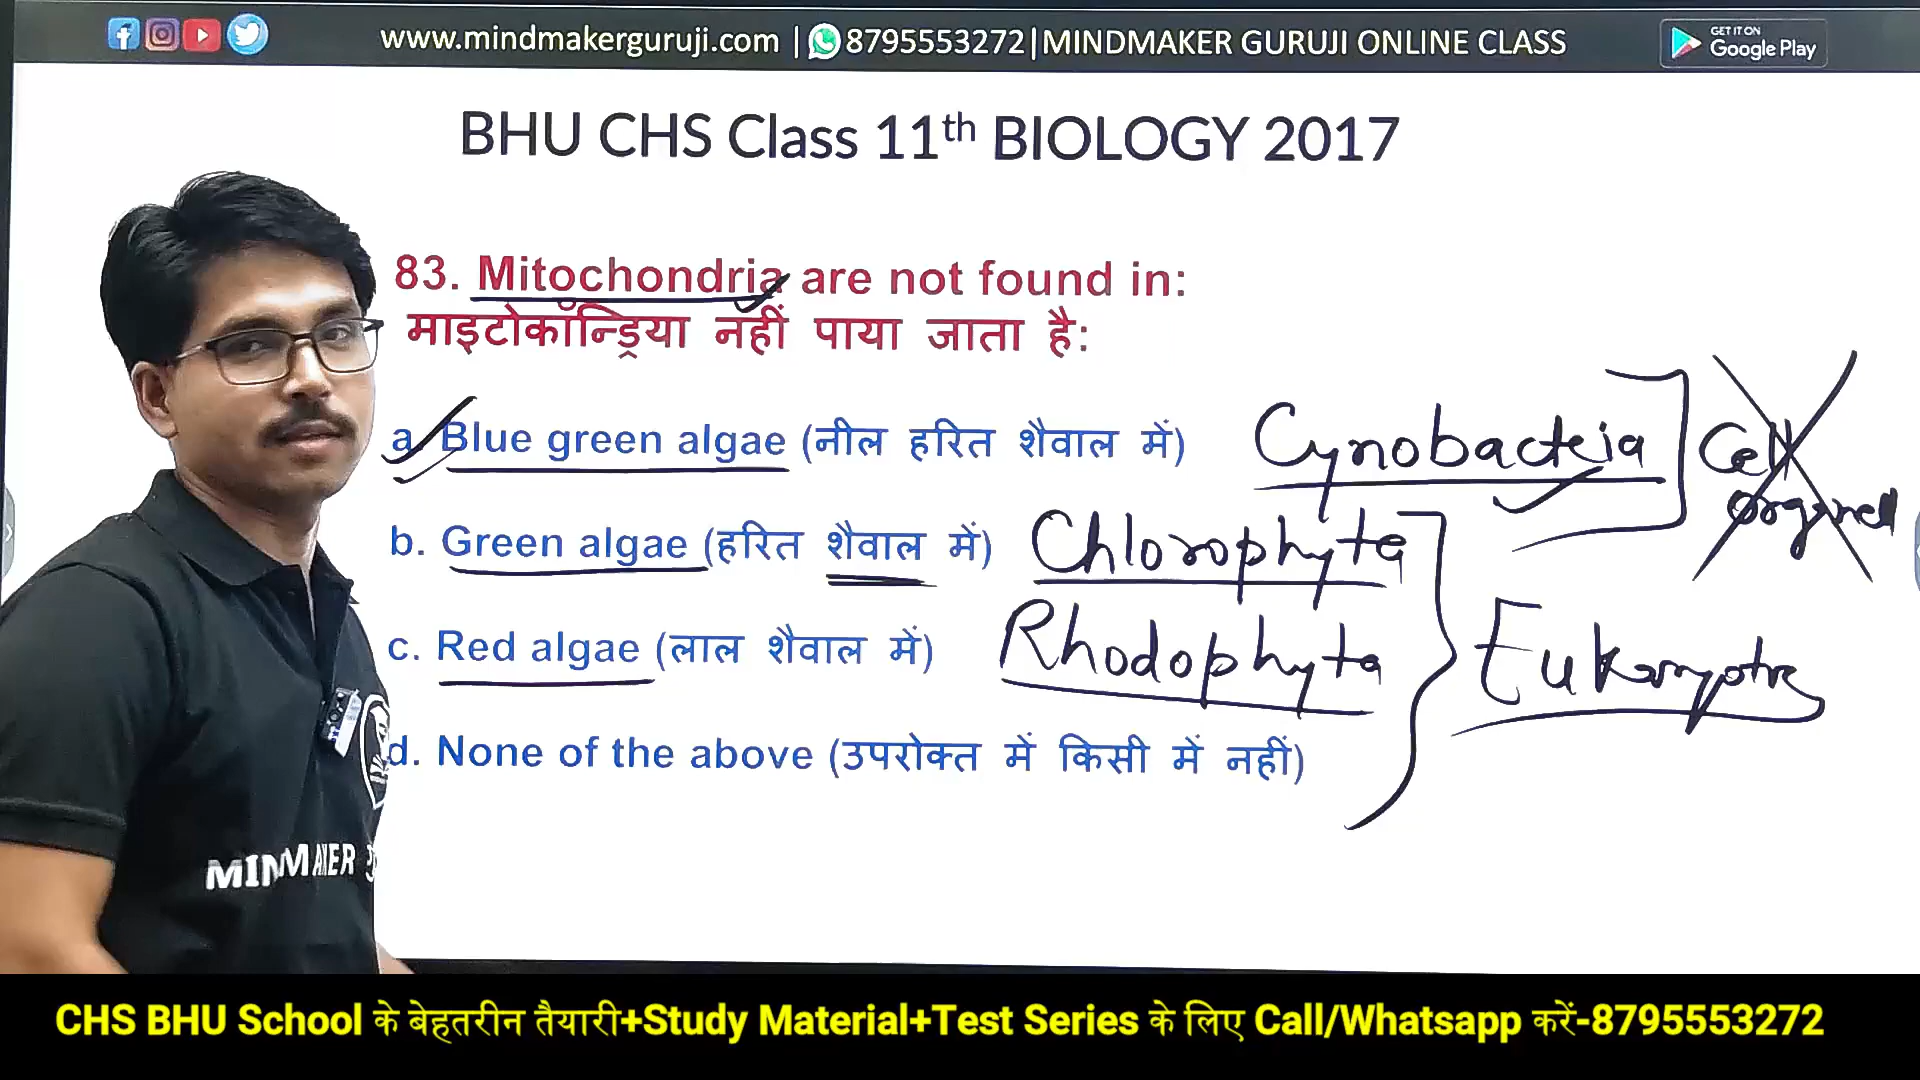 www.mindmakerguruji.com | 8795553272|MINDMAKER GURUJI ONLINE CLASS
GET IT ON
Google Play
BHU CHS Class 11th BIOLOGY 2017
83. Mitochondria are not found in:
माइटोकॉन्ड्रिया नहीं पाया जाता है:
a. Blue green algae (नील हरित शैवाल में) Cynobacteia Cell
organell
b. Green algae (हरित शैवाल में) Chlorophyta
c. Red algae (लाल शैवाल में) Rhodophyta Eukaryotic
d. None of the above (उपरोक्त में किसी में नहीं)
MINDMAKER
CHS BHU School के बेहतरीन तैयारी+Study Material+Test Series के लिए Call/Whatsapp करें-8795553272